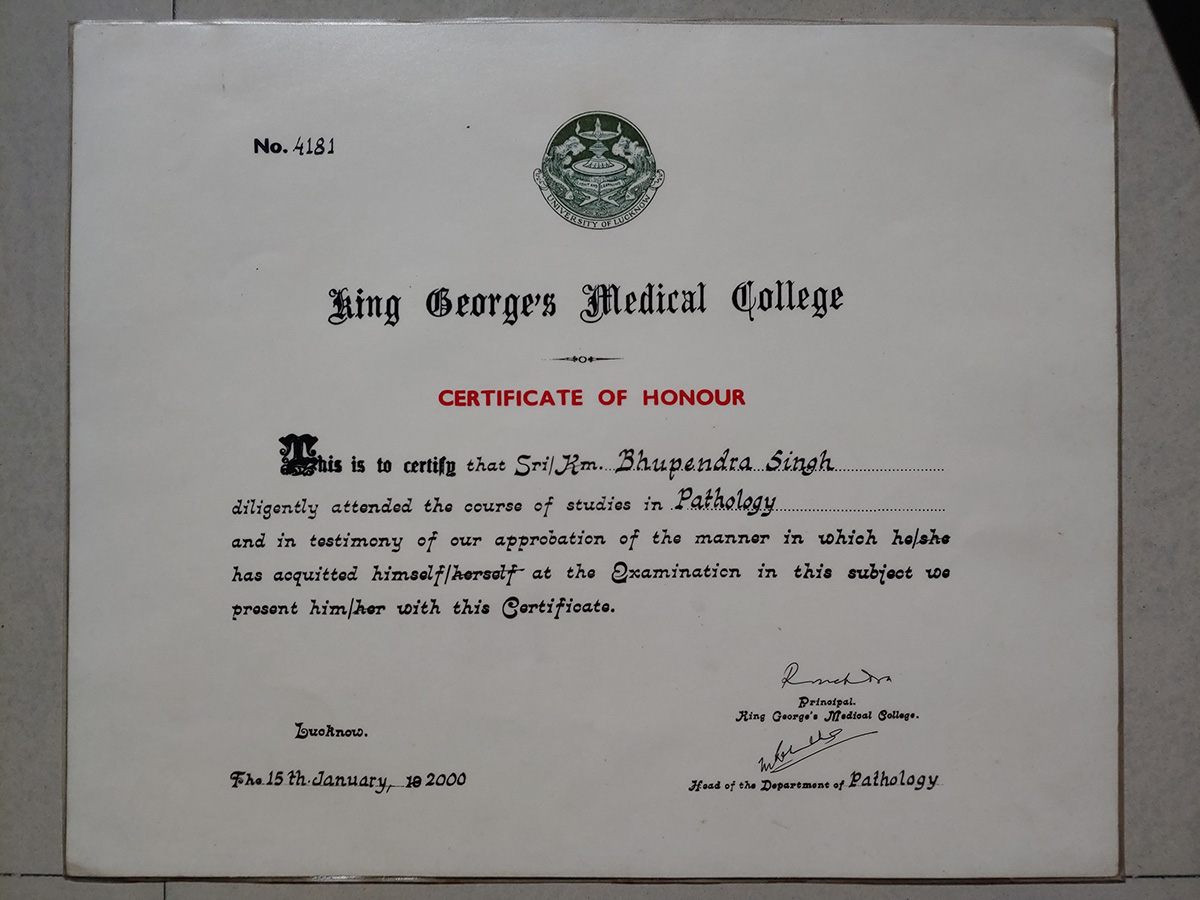 No. 4181
LIGHT AND LEARNING
UNIVERSITY OF LUCKNOW
King George's Medical College
CERTIFICATE OF HONOUR
This is to certify that Sri/Km. Bhupendra Singh
diligently attended the course of studies in Pathology
and in testimony of our approbation of the manner in which he/she
has acquitted himself/herself at the Examination in this subject we
present him/her with this Certificate.
Principal.
King George's Medical College.
Lucknow.
The 15th January, 19 2000
Head of the Department of Pathology